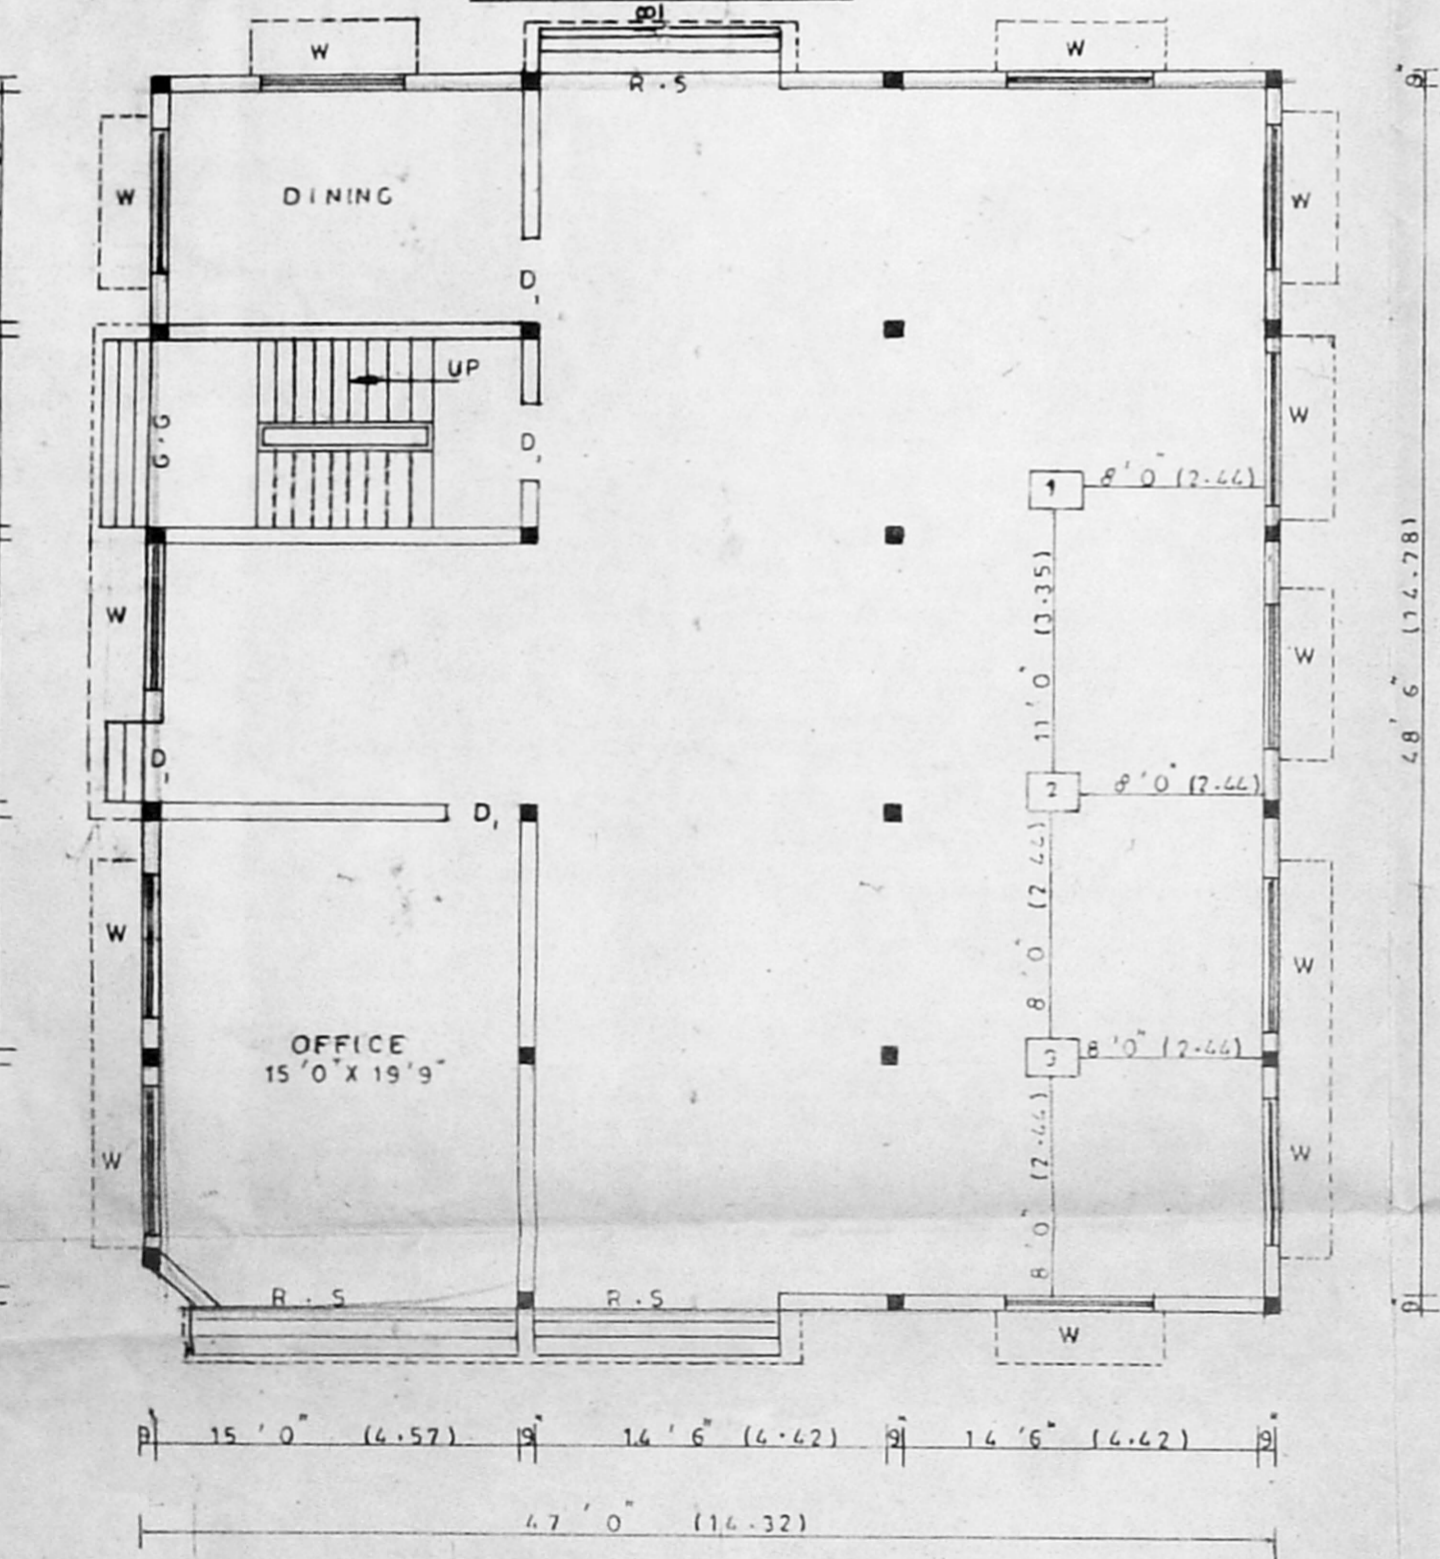 18
W
W
R.S
9"
W
DINING
W
D1
UP
G.G
D1
W
1
8'0" (2.44)
11'0" (3.35)
48'6" (14.78)
W
W
D1
2
8'0" (2.44)
D1
8'0" (2.44)
W
W
OFFICE
15'0" X 19'9"
3
8'0" (2.44)
8'0" (2.44)
W
W
R.S
R.S
9"
W
9 15'0" (4.57) 9" 14'6" (4.42) 9" 14'6" (4.42) 9"
47'0" (14.32)